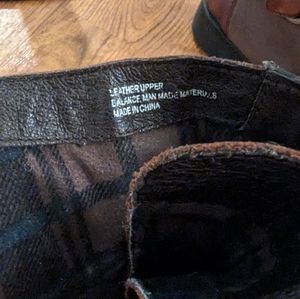 LEATHER UPPER
BALANCE MAN MADE MATERIALS
MADE IN CHINA